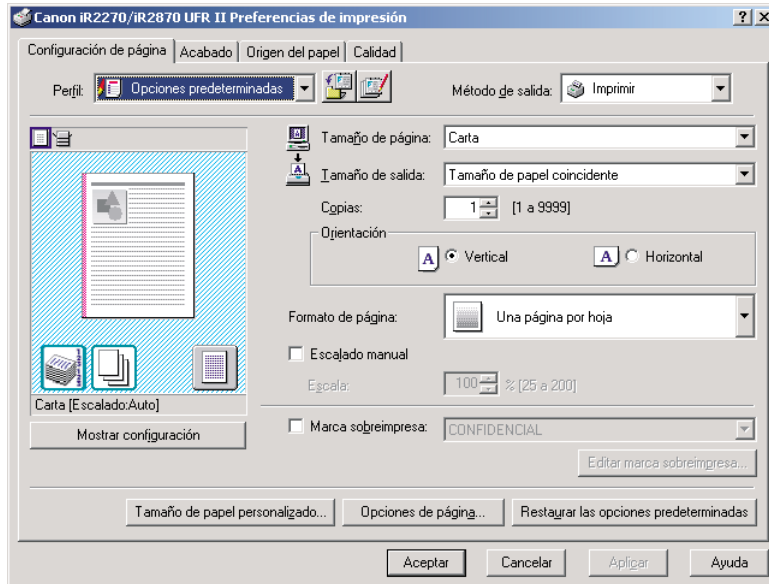 Canon iR2270/iR2870 UFR II Preferencias de impresión
Configuración de página Acabado Origen del papel Calidad
Perfil: Opciones predeterminadas Método de salida: Imprimir
Tamaño de página: Carta
Tamaño de salida: Tamaño de papel coincidente
Copias: 1 [1 a 9999]
Orientación
A Vertical A Horizontal
Formato de página: Una página por hoja
Escalado manual
Escala: 100 % [25 a 200]
Carta [Escalado:Auto]
Mostrar configuración
Marca sobreimpresa: CONFIDENCIAL
Editar marca sobreimpresa...
Tamaño de papel personalizado... Opciones de página... Restaurar las opciones predeterminadas
Aceptar Cancelar Aplicar Ayuda